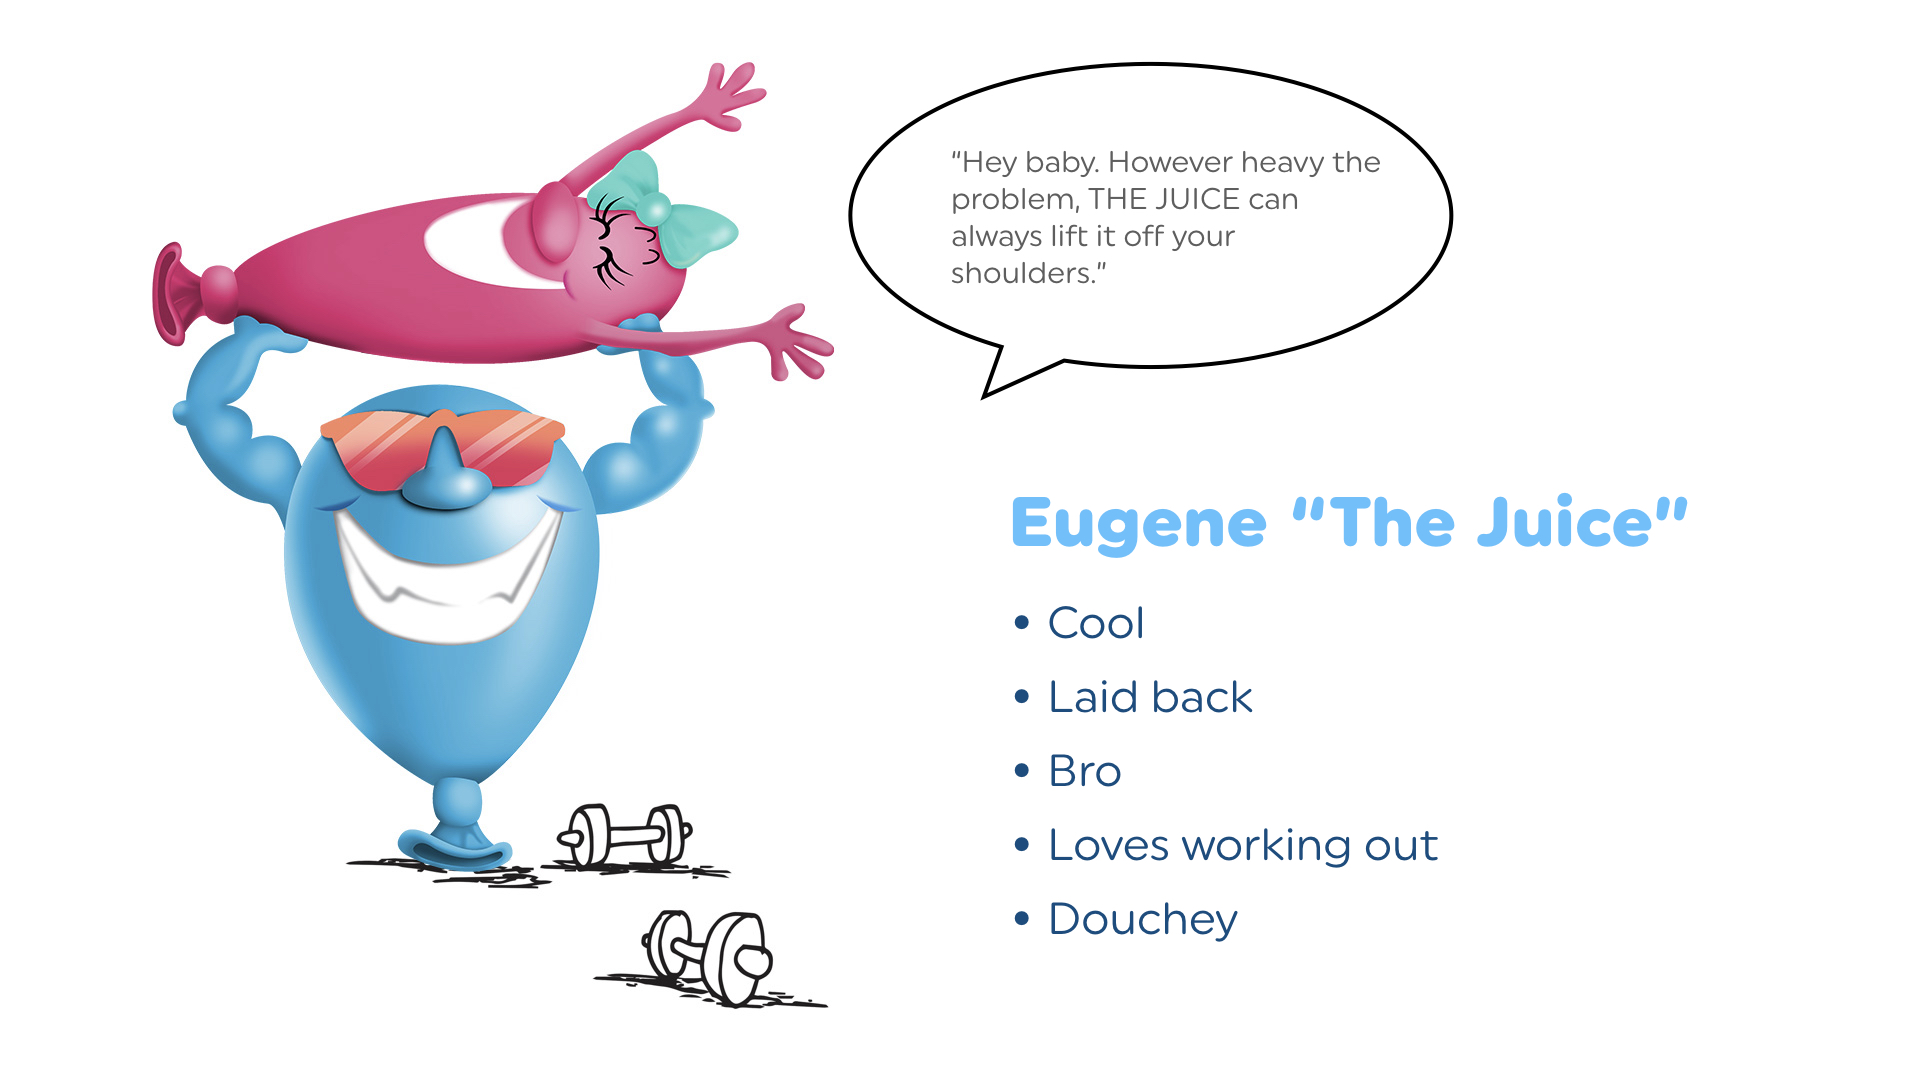 “Hey baby. However heavy the
problem, THE JUICE can
always lift it off your
shoulders.”
Eugene “The Juice”
• Cool
• Laid back
• Bro
• Loves working out
• Douchey